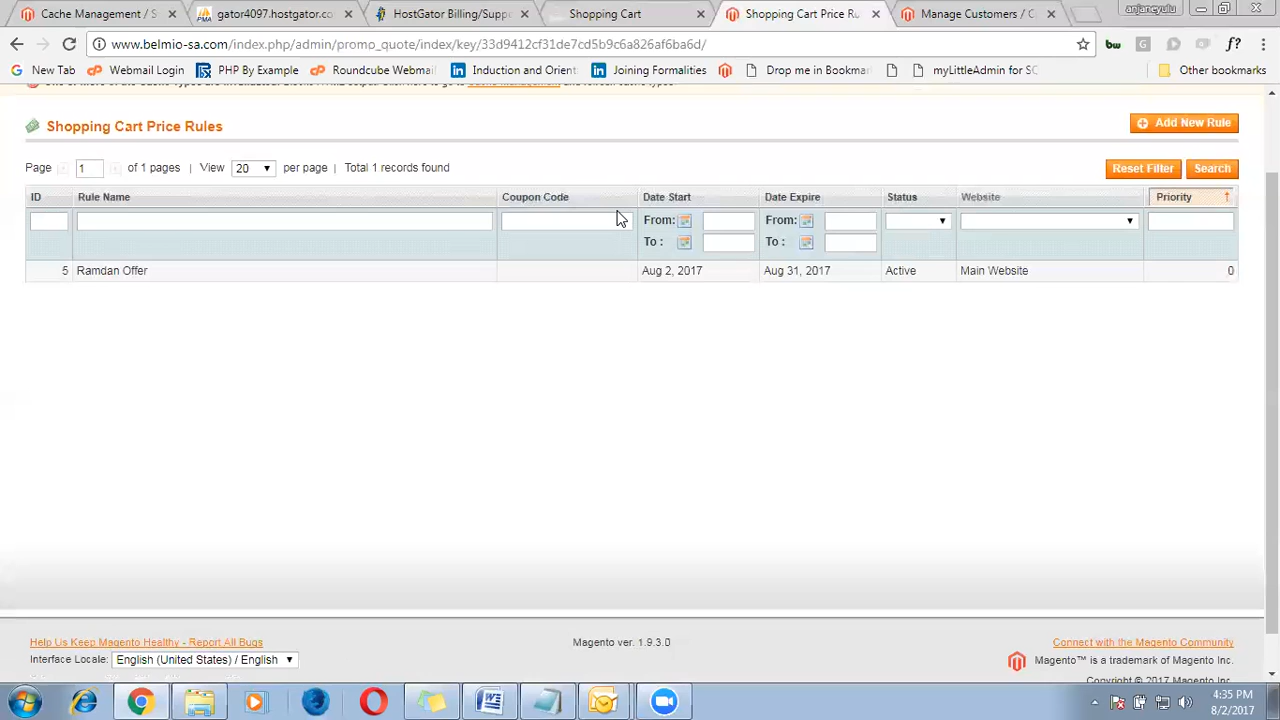 Cache Management / S
gator4097.hostgator.co
HostGator Billing/Suppo
Shopping Cart
Shopping Cart Price Ru
Manage Customers / C
anjaneyulu
www.belmio-sa.com/index.php/admin/promo_quote/index/key/33d9412cf31de7cd5b9c6a826af6ba6d/
New Tab
Webmail Login
PHP By Example
Roundcube Webmai
Induction and Orient
Joining Formalities
Drop me in Bookmar
myLittleAdmin for SC
Other bookmarks
Shopping Cart Price Rules
Add New Rule
Page 1 of 1 pages | View 20 per page | Total 1 records found
Reset Filter
Search
ID Rule Name Coupon Code Date Start Date Expire Status Website Priority
From: From:
To : To :
5 Ramdan Offer Aug 2, 2017 Aug 31, 2017 Active Main Website 0
Help Us Keep Magento Healthy - Report All Bugs
Magento ver. 1.9.3.0
Connect with the Magento Community
Interface Locale: English (United States) / English
Magento™ is a trademark of Magento Inc.
Copyright © 2017 Magento Inc.
4:35 PM
8/2/2017